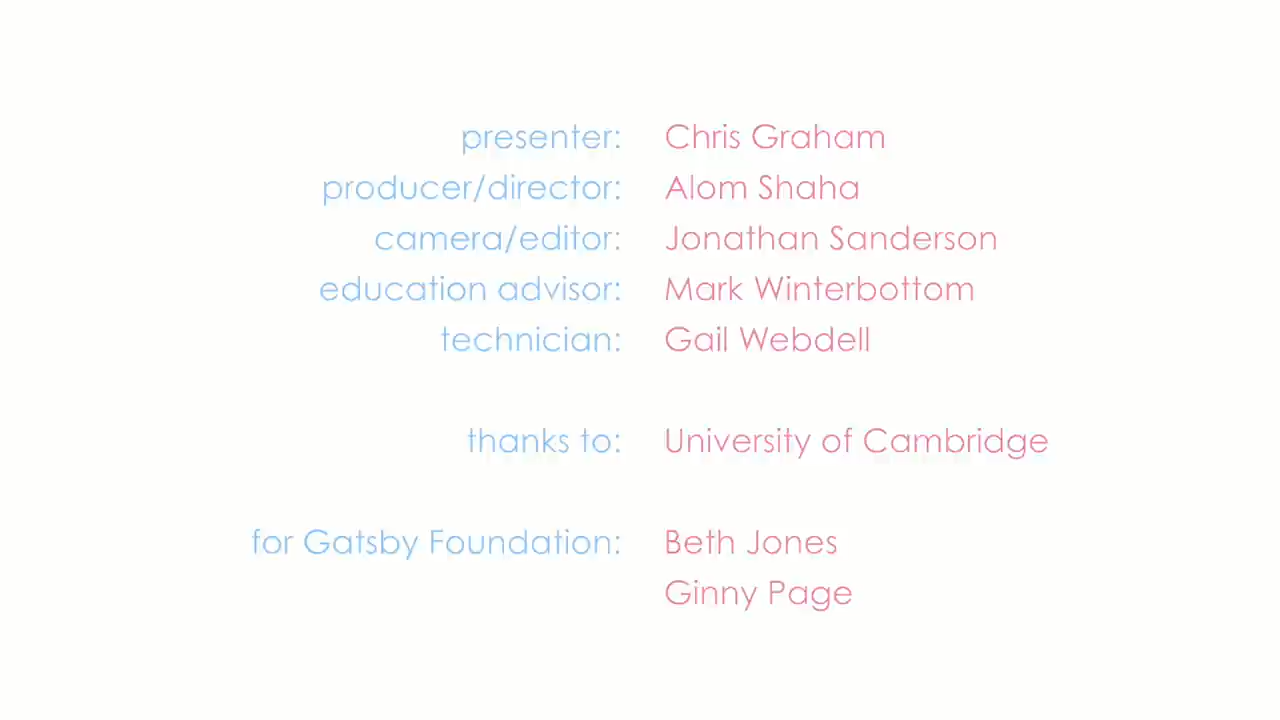 presenter: Chris Graham
producer/director: Alom Shaha
camera/editor: Jonathan Sanderson
education advisor: Mark Winterbottom
technician: Gail Webdell
thanks to: University of Cambridge
for Gatsby Foundation: Beth Jones
Ginny Page